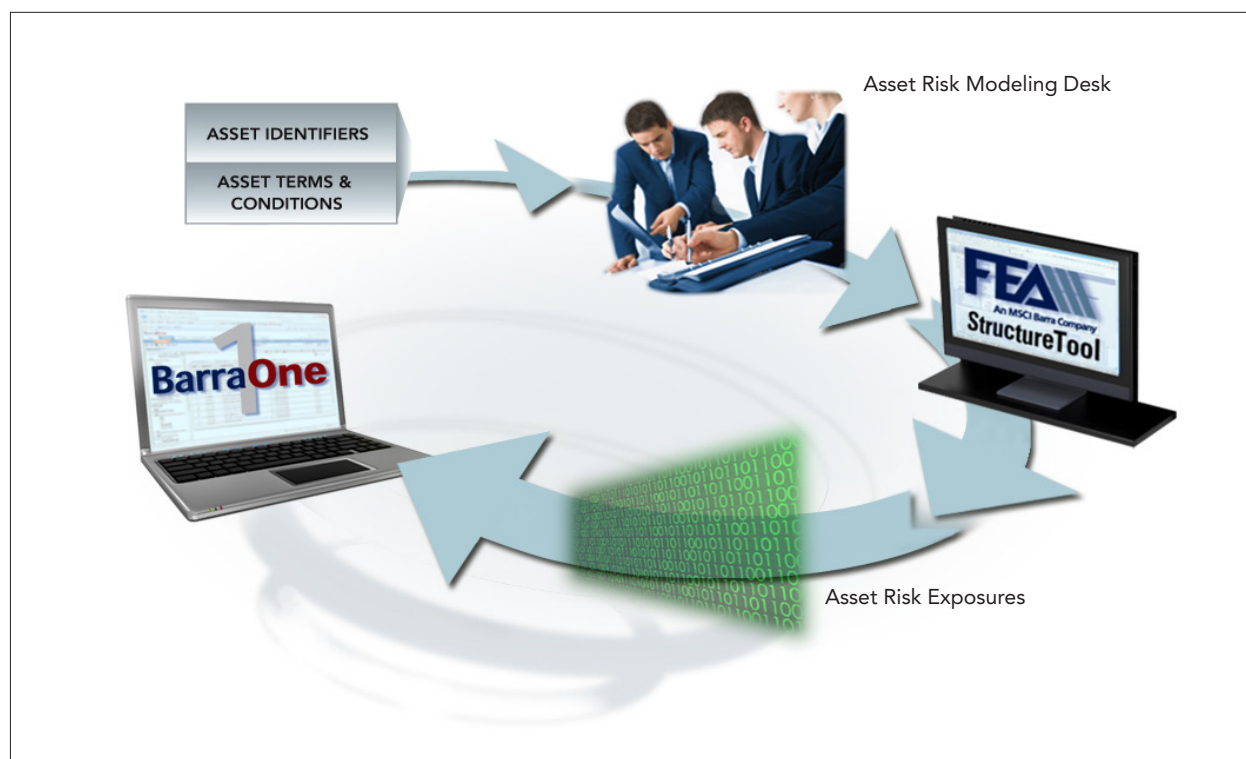 Asset Risk Modeling Desk
ASSET IDENTIFIERS
ASSET TERMS &
CONDITIONS
FEA
An MSCI Barra Company
StructureTool
1
BarraOne
Asset Risk Exposures